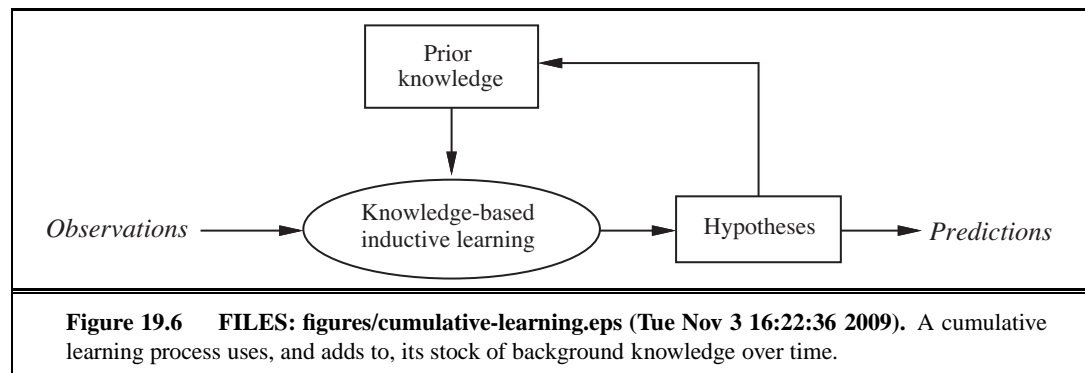 Prior
knowledge
Observations
Knowledge-based
inductive learning
Hypotheses
Predictions
Figure 19.6 FILES: figures/cumulative-learning.eps (Tue Nov 3 16:22:36 2009). A cumulative
learning process uses, and adds to, its stock of background knowledge over time.